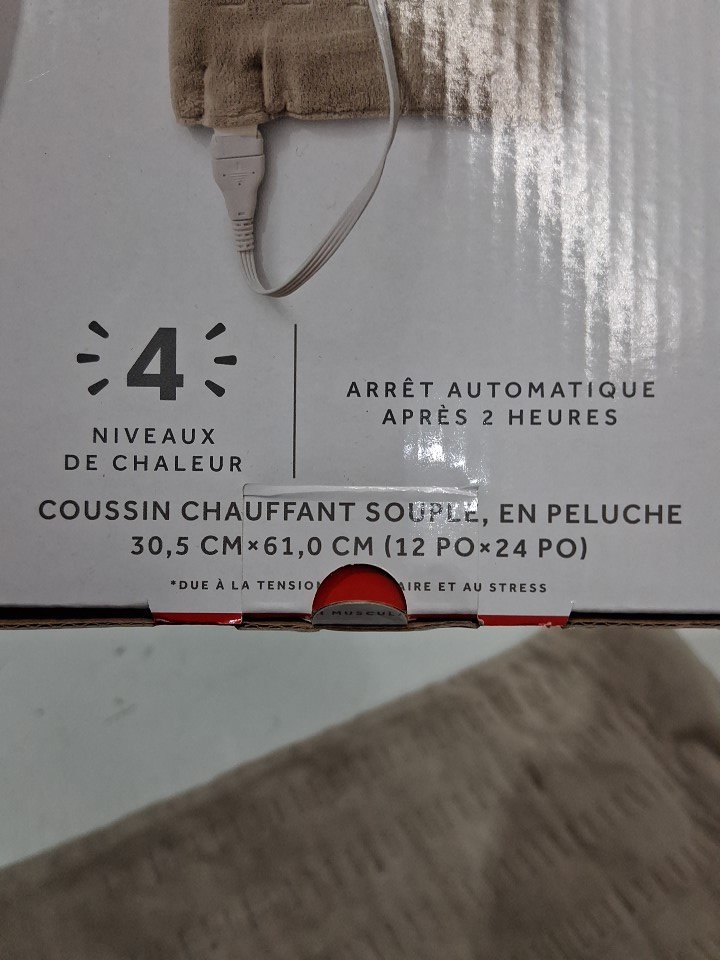 4
NIVEAUX
DE CHALEUR
ARRÊT AUTOMATIQUE
APRÈS 2 HEURES
COUSSIN CHAUFFANT SOUPLE, EN PELUCHE
30,5 CM×61,0 CM (12 PO×24 PO)
*DUE À LA TENSION AIRE ET AU STRESS
MUSCUL